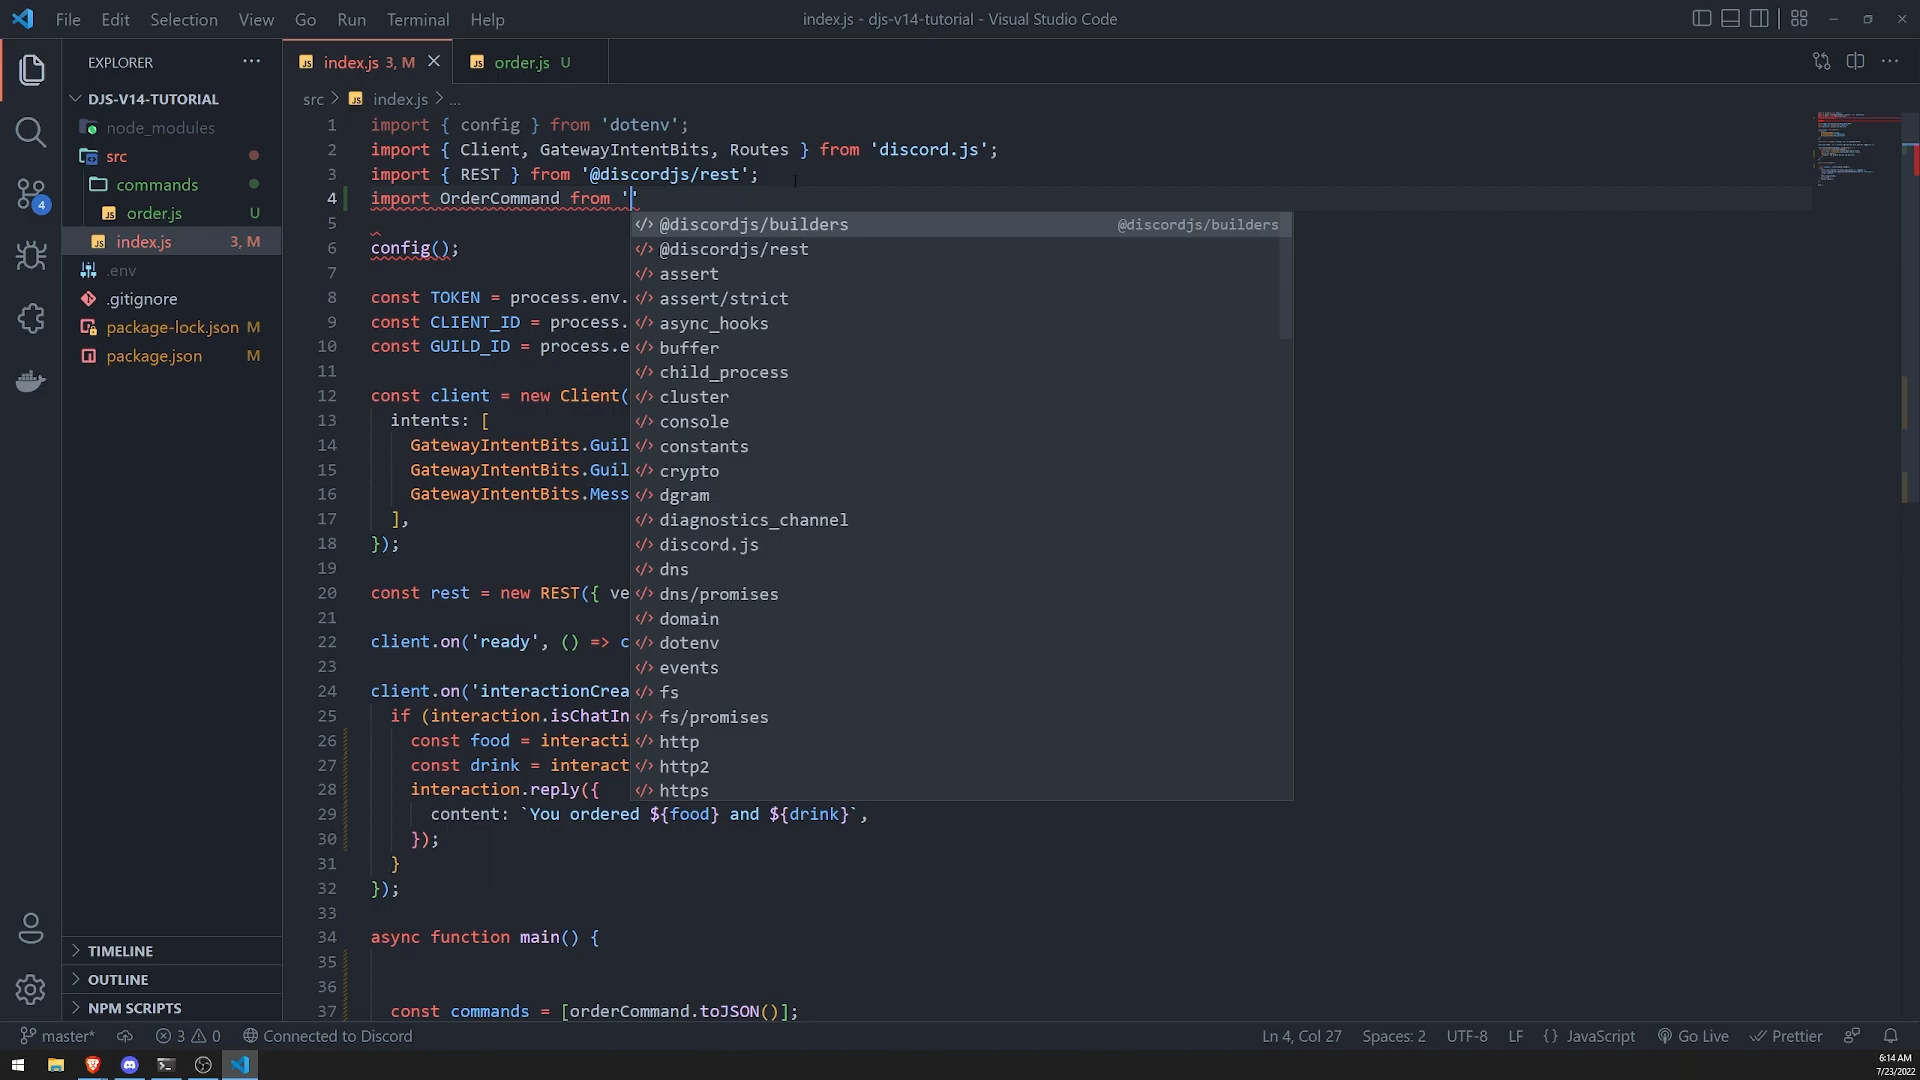 File Edit Selection View Go Run Terminal Help
index.js - djs-v14-tutorial - Visual Studio Code
EXPLORER
DJS-V14-TUTORIAL
node_modules
src
commands
order.js U
index.js 3, M
.env
.gitignore
package-lock.json M
package.json M
TIMELINE
OUTLINE
NPM SCRIPTS
4
index.js 3, M
order.js U
src > index.js > ...
1 import { config } from 'dotenv';
2 import { Client, GatewayIntentBits, Routes } from 'discord.js';
3 import { REST } from '@discordjs/rest';
4 import OrderCommand from ''
5
6 config();
7
8 const TOKEN = process.env.
9 const CLIENT_ID = process.
10 const GUILD_ID = process.e
11
12 const client = new Client(
13 intents: [
14 GatewayIntentBits.Guil
15 GatewayIntentBits.Guil
16 GatewayIntentBits.Mess
17 ],
18 });
19
20 const rest = new REST({ ve
21
22 client.on('ready', () => c
23
24 client.on('interactionCrea
25 if (interaction.isChatIn
26 const food = interacti
27 const drink = interact
28 interaction.reply({
29 content: `You ordered ${food} and ${drink}`,
30 });
31 }
32 });
33
34 async function main() {
35
36
37 const commands = [orderCommand.toJSON()];
@discordjs/builders @discordjs/builders
@discordjs/rest
assert
assert/strict
async_hooks
buffer
child_process
cluster
console
constants
crypto
dgram
diagnostics_channel
discord.js
dns
dns/promises
domain
dotenv
events
fs
fs/promises
http
http2
https
master* 3 0 Connected to Discord
Ln 4, Col 27 Spaces: 2 UTF-8 LF {} JavaScript Go Live Prettier
6:14 AM
7/23/2022